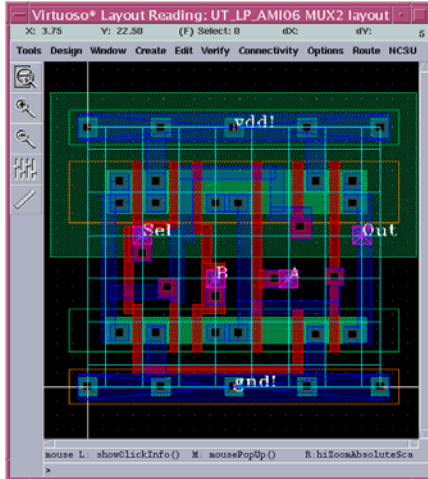 Virtuoso® Layout Reading: UT_LP_AMI06 MUX2 layout
X: 3.75 Y: 22.50 (F) Select: 0 dX: dY: 5
Tools Design Window Create Edit Verify Connectivity Options Route NCSU
vdd!
Sel Out
B A
gnd!
mouse L: showClickInfo() M: mousePopUp() R:hiZoomAbsoluteSca
>